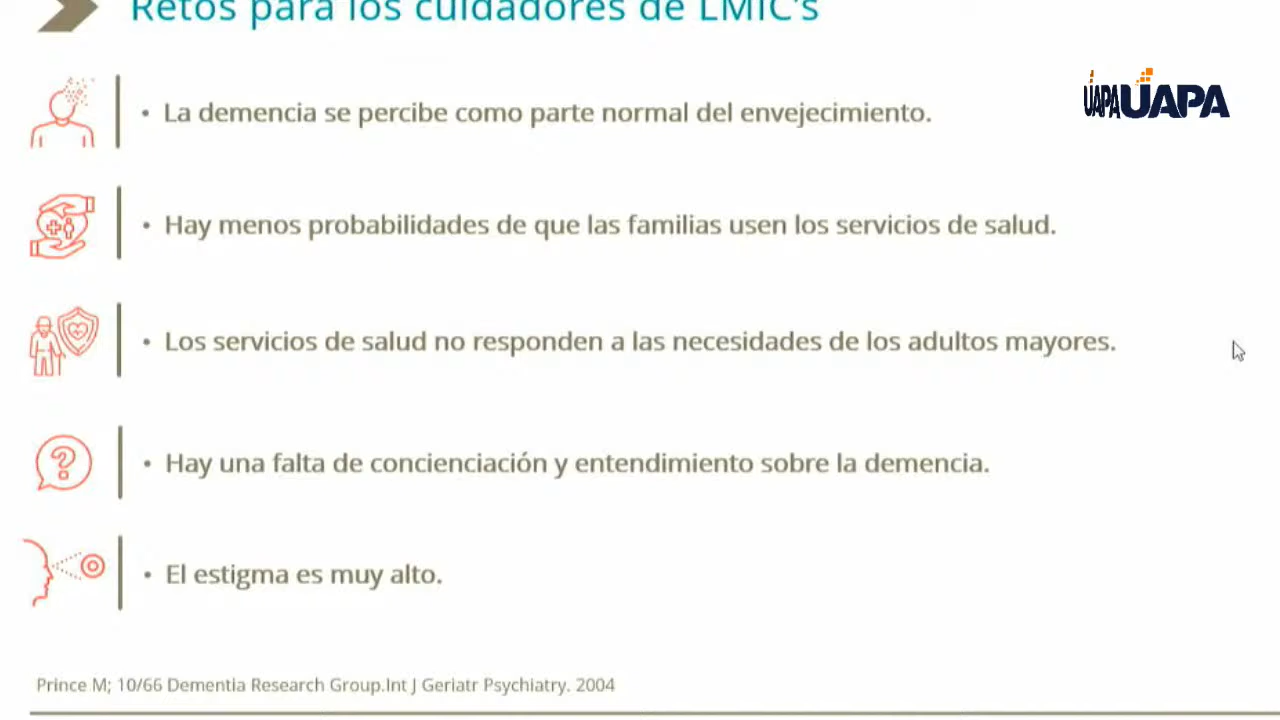 Retos para los cuidadores de LMIC's
UAPA UAPA
• La demencia se percibe como parte normal del envejecimiento.
• Hay menos probabilidades de que las familias usen los servicios de salud.
• Los servicios de salud no responden a las necesidades de los adultos mayores.
?
• Hay una falta de concienciación y entendimiento sobre la demencia.
• El estigma es muy alto.
Prince M; 10/66 Dementia Research Group.Int J Geriatr Psychiatry. 2004